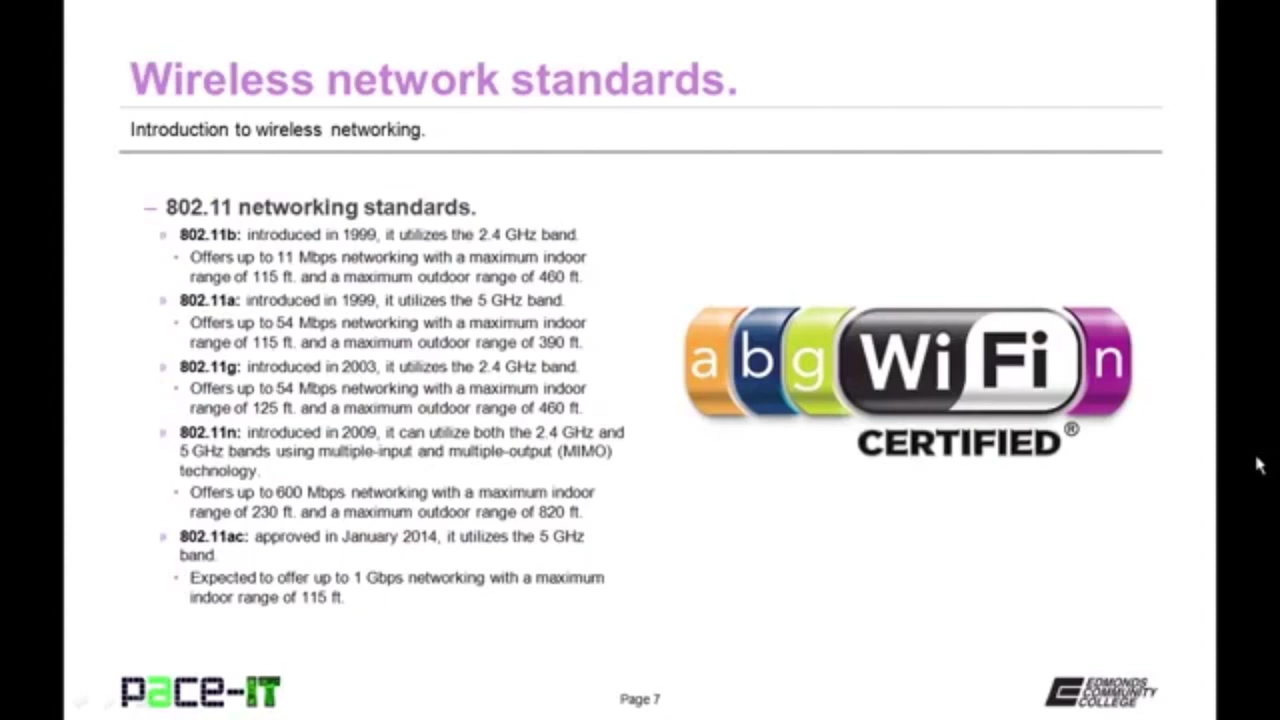 Wireless network standards.
Introduction to wireless networking.
– 802.11 networking standards.
» 802.11b: introduced in 1999, it utilizes the 2.4 GHz band.
· Offers up to 11 Mbps networking with a maximum indoor
range of 115 ft. and a maximum outdoor range of 460 ft.
» 802.11a: introduced in 1999, it utilizes the 5 GHz band.
· Offers up to 54 Mbps networking with a maximum indoor
range of 115 ft. and a maximum outdoor range of 390 ft.
» 802.11g: introduced in 2003, it utilizes the 2.4 GHz band.
· Offers up to 54 Mbps networking with a maximum indoor
range of 125 ft. and a maximum outdoor range of 460 ft.
» 802.11n: introduced in 2009, it can utilize both the 2.4 GHz and
5 GHz bands using multiple-input and multiple-output (MIMO)
technology.
· Offers up to 600 Mbps networking with a maximum indoor
range of 230 ft. and a maximum outdoor range of 820 ft.
» 802.11ac: approved in January 2014, it utilizes the 5 GHz
band.
· Expected to offer up to 1 Gbps networking with a maximum
indoor range of 115 ft.
a b g Wi Fi n
CERTIFIED®
pace-IT
Page 7
EDMONDS
COMMUNITY
COLLEGE